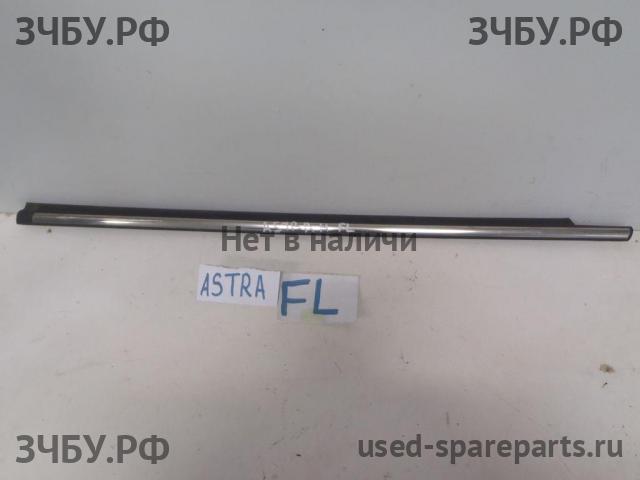 ЗЧБУ.РФ ЗЧБУ.РФ
Нет в наличи
ASTRA FL
ЗЧБУ.РФ used-spareparts.ru